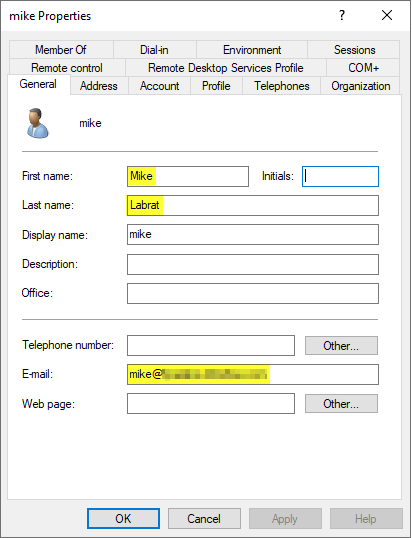 mike Properties
?
Member Of Dial-in Environment Sessions
Remote control Remote Desktop Services Profile COM+
General Address Account Profile Telephones Organization
mike
First name: Mike Initials:
Last name: Labrat
Display name: mike
Description:
Office:
Telephone number: Other...
E-mail: mike@
Web page: Other...
OK Cancel Apply Help